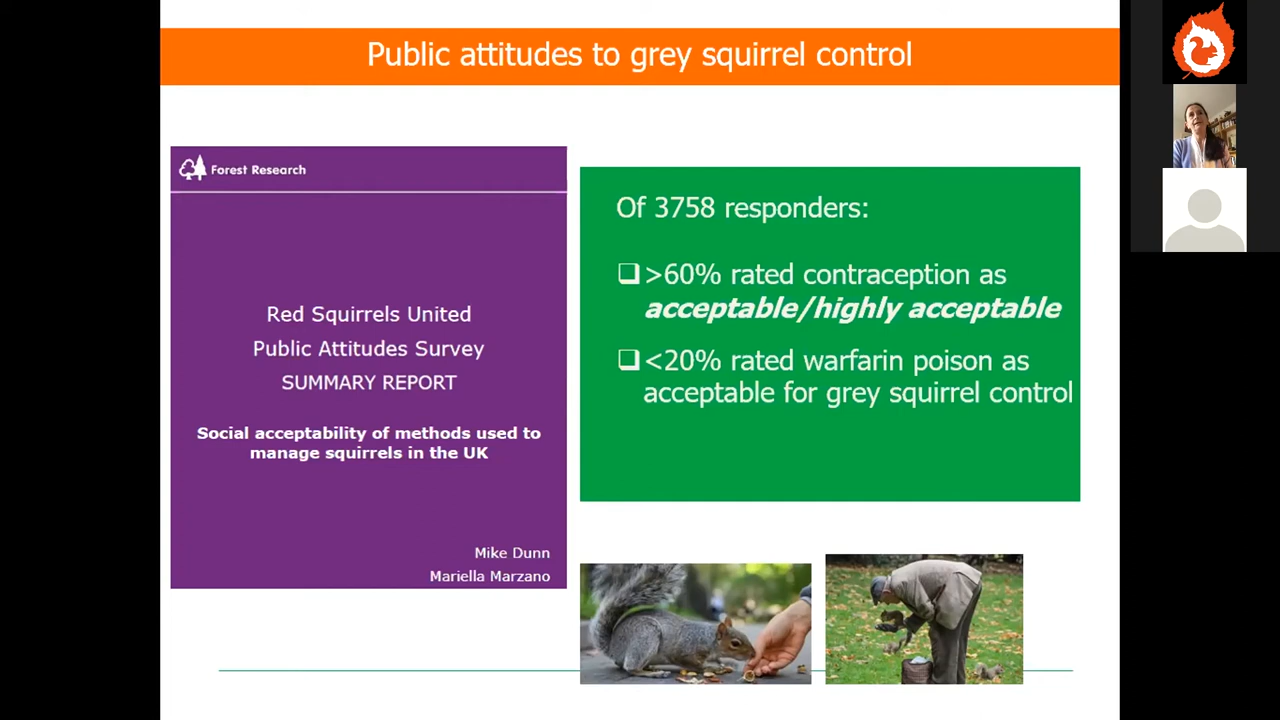 Public attitudes to grey squirrel control
Forest Research
Red Squirrels United
Public Attitudes Survey
SUMMARY REPORT
Social acceptability of methods used to
manage squirrels in the UK
Mike Dunn
Mariella Marzano
Of 3758 responders:
>60% rated contraception as
acceptable/highly acceptable
<20% rated warfarin poison as
acceptable for grey squirrel control